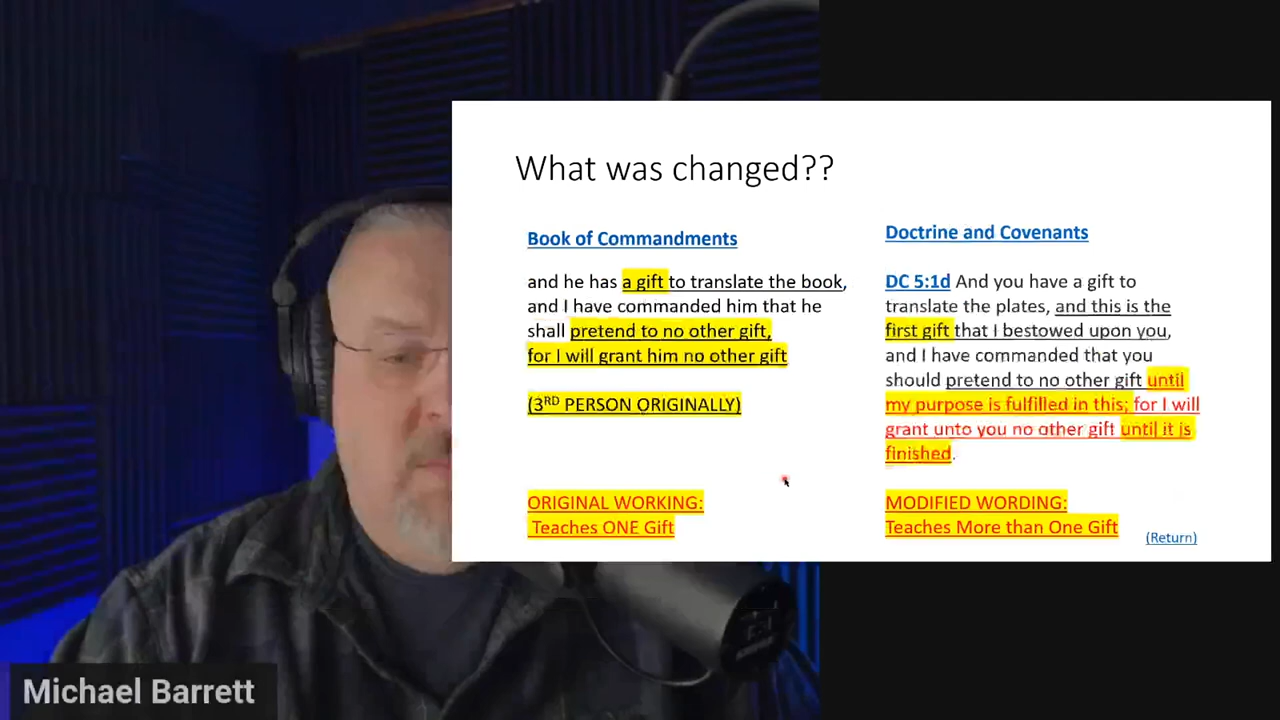 What was changed??
Book of Commandments
and he has a gift to translate the book,
and I have commanded him that he
shall pretend to no other gift,
for I will grant him no other gift
(3RD PERSON ORIGINALLY)
ORIGINAL WORKING:
Teaches ONE Gift
Doctrine and Covenants
DC 5:1d And you have a gift to
translate the plates, and this is the
first gift that I bestowed upon you,
and I have commanded that you
should pretend to no other gift until
my purpose is fulfilled in this; for I will
grant unto you no other gift until it is
finished.
MODIFIED WORDING:
Teaches More than One Gift
(Return)
Michael Barrett